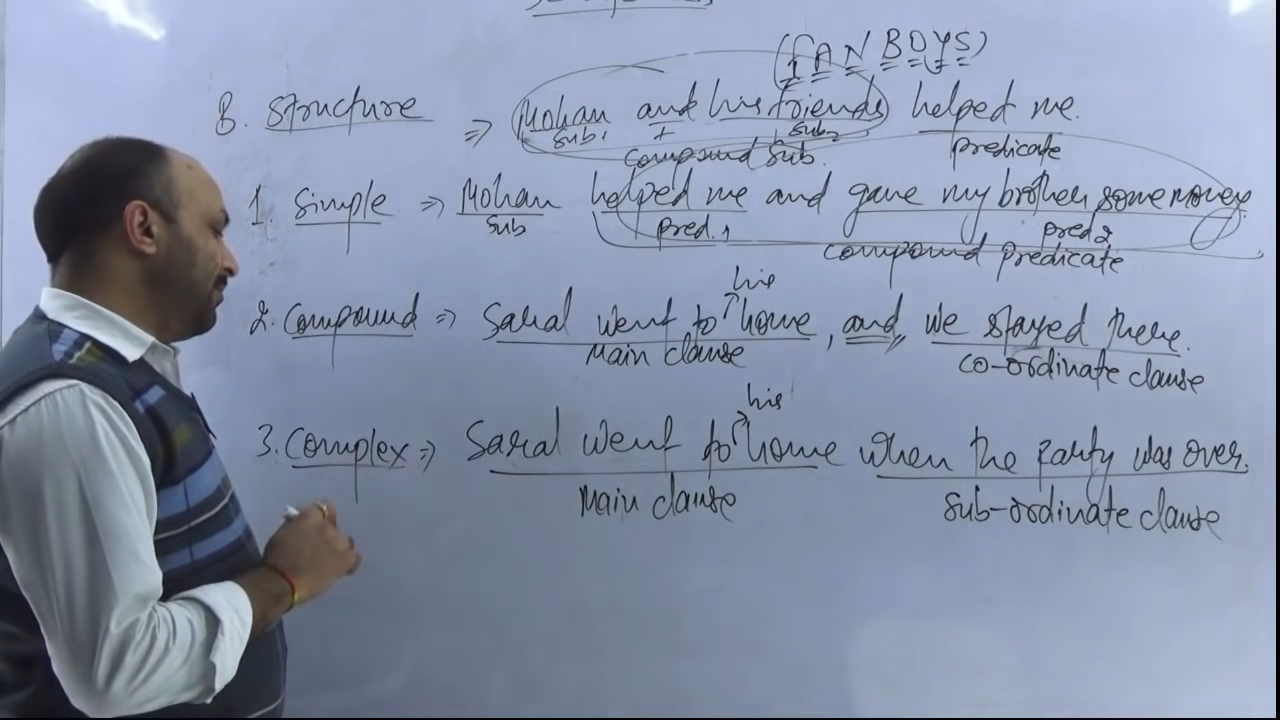 (F A N B O Y S)
B. Structure ⇒ Mohan and his friends helped me.
sub1 + sub2
compound sub. predicate
1. Simple ⇒ Mohan helped me and gave my brother some money.
sub pred.1 pred2
compound predicate
his
2. Compound ⇒ Saral went to home, and we stayed there.
Main clause co-ordinate clause
his
3. Complex ⇒ Saral went to home when the party was over.
Main clause sub-ordinate clause